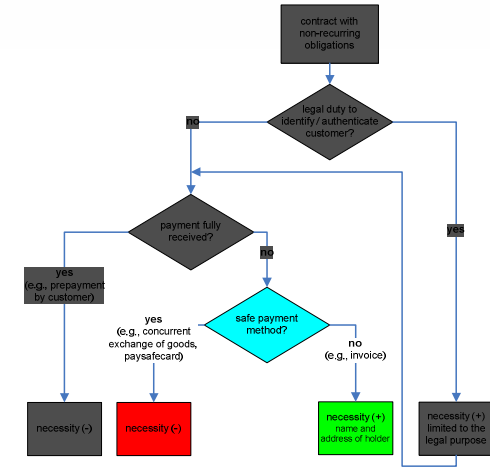 contract with
non-recurring
obligations
legal duty to
identify / authenticate
customer?
no
yes
payment fully
received?
yes
(e.g., prepayment
by customer)
no
safe payment
method?
yes
(e.g., concurrent
exchange of goods,
paysafecard)
no
(e.g., invoice)
necessity (-)
necessity (-)
necessity (+)
name and
address of holder
necessity (+)
limited to the
legal purpose